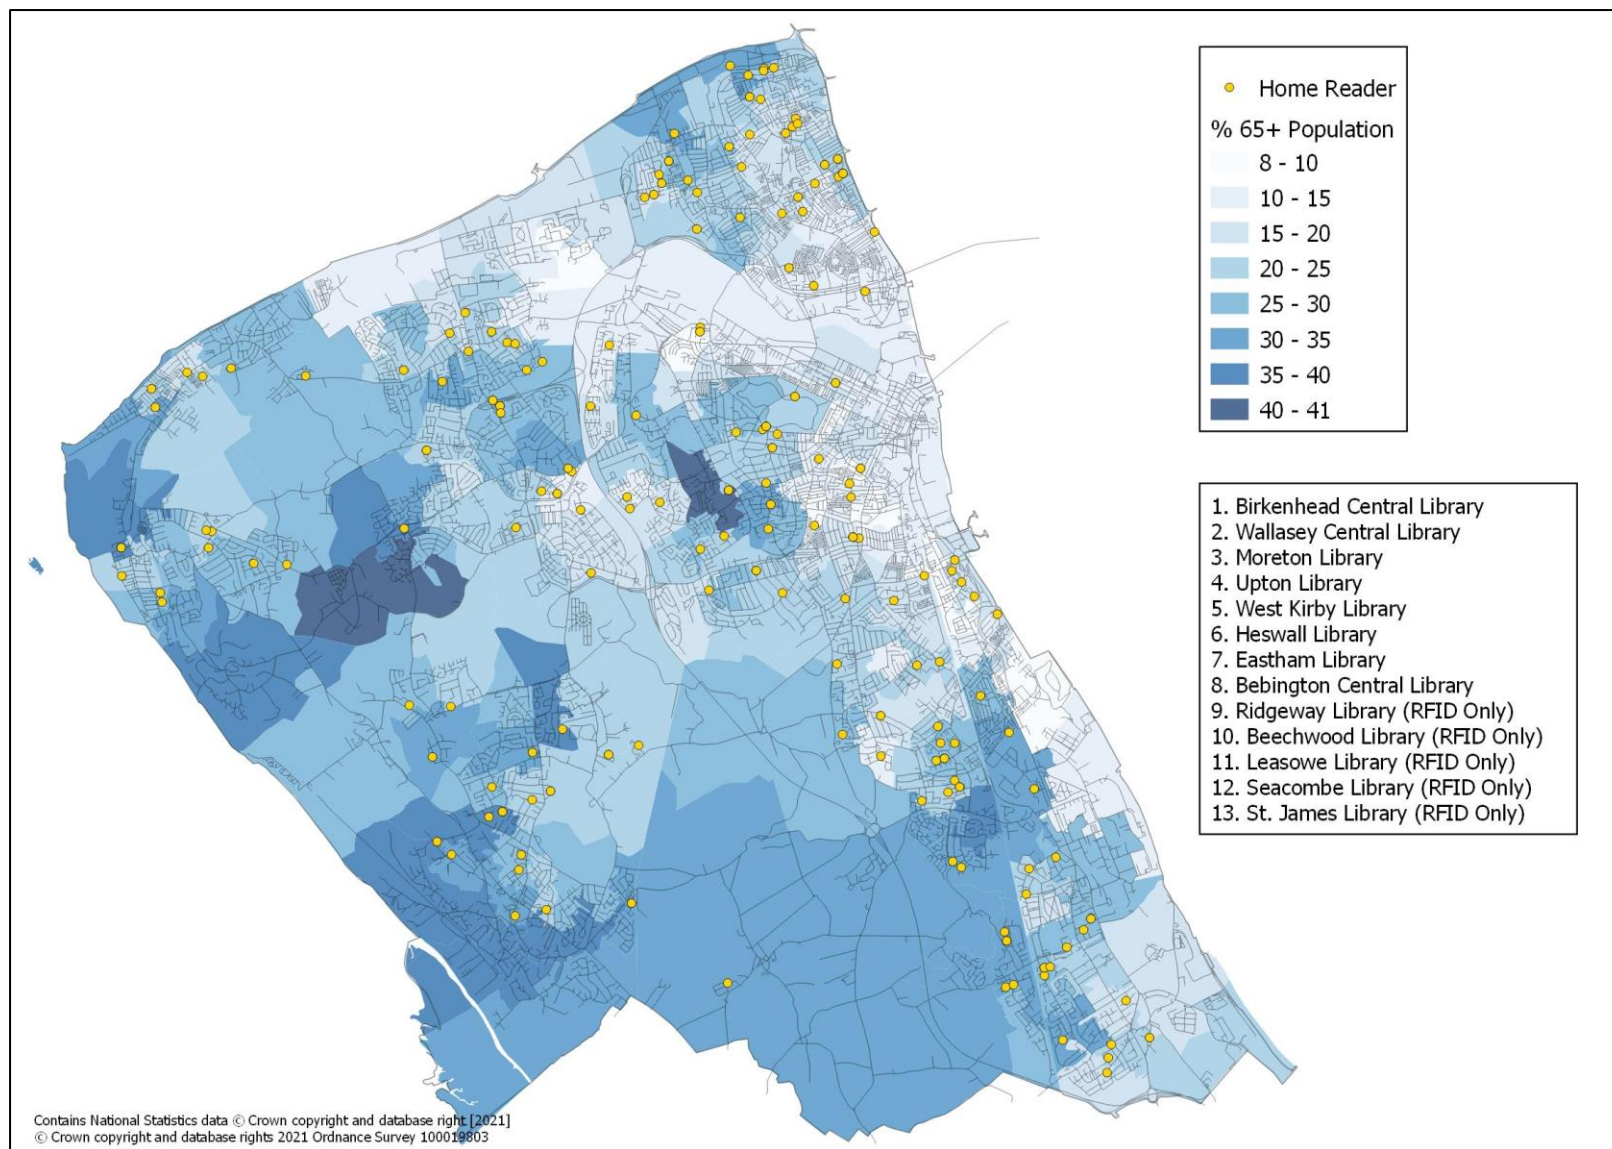 Home Reader
% 65+ Population
8 - 10
10 - 15
15 - 20
20 - 25
25 - 30
30 - 35
35 - 40
40 - 41
1. Birkenhead Central Library
2. Wallasey Central Library
3. Moreton Library
4. Upton Library
5. West Kirby Library
6. Heswall Library
7. Eastham Library
8. Bebington Central Library
9. Ridgeway Library (RFID Only)
10. Beechwood Library (RFID Only)
11. Leasowe Library (RFID Only)
12. Seacombe Library (RFID Only)
13. St. James Library (RFID Only)
Contains National Statistics data © Crown copyright and database right [2021]
© Crown copyright and database rights 2021 Ordnance Survey 100019803